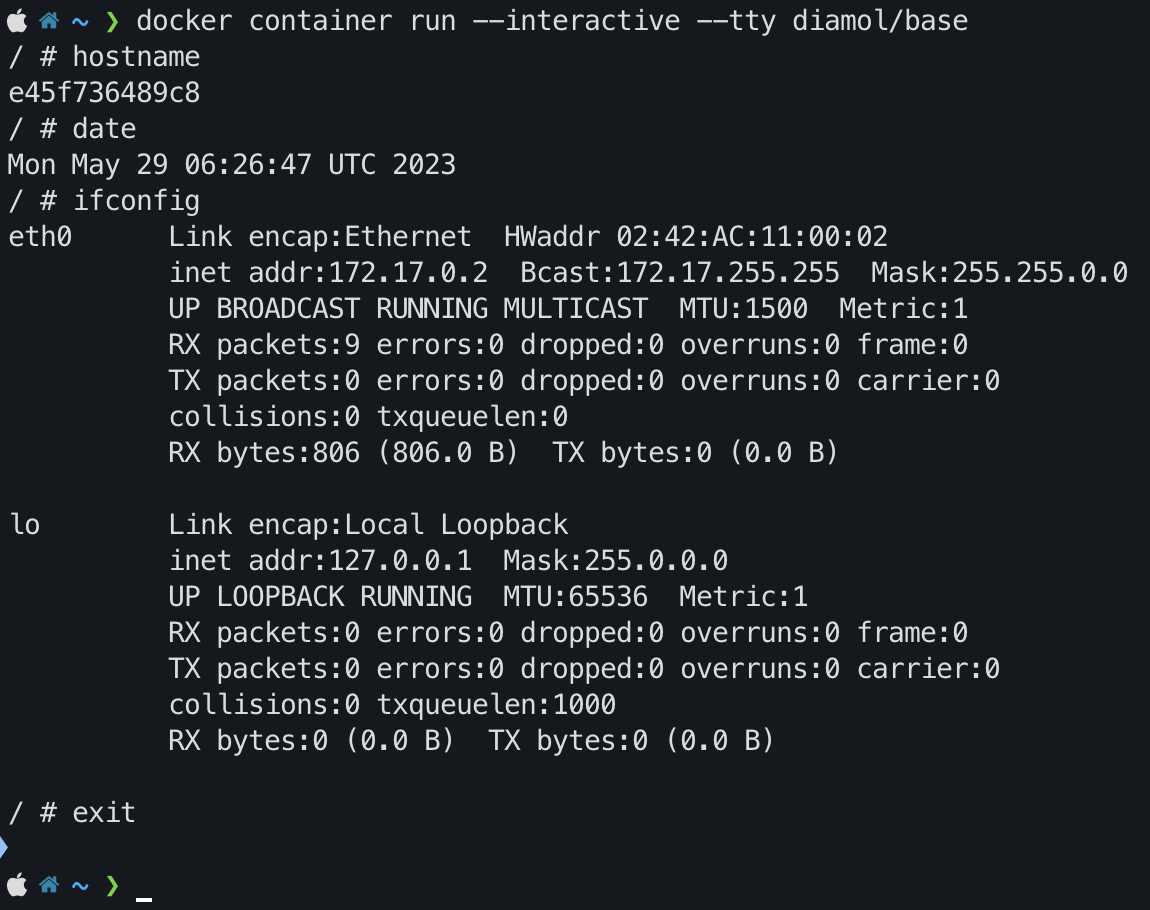 ~ ❯ docker container run --interactive --tty diamol/base
/ # hostname
e45f736489c8
/ # date
Mon May 29 06:26:47 UTC 2023
/ # ifconfig
eth0      Link encap:Ethernet  HWaddr 02:42:AC:11:00:02
          inet addr:172.17.0.2  Bcast:172.17.255.255  Mask:255.255.0.0
          UP BROADCAST RUNNING MULTICAST  MTU:1500  Metric:1
          RX packets:9 errors:0 dropped:0 overruns:0 frame:0
          TX packets:0 errors:0 dropped:0 overruns:0 carrier:0
          collisions:0 txqueuelen:0
          RX bytes:806 (806.0 B)  TX bytes:0 (0.0 B)

lo        Link encap:Local Loopback
          inet addr:127.0.0.1  Mask:255.0.0.0
          UP LOOPBACK RUNNING  MTU:65536  Metric:1
          RX packets:0 errors:0 dropped:0 overruns:0 frame:0
          TX packets:0 errors:0 dropped:0 overruns:0 carrier:0
          collisions:0 txqueuelen:1000
          RX bytes:0 (0.0 B)  TX bytes:0 (0.0 B)

/ # exit
~ ❯ _